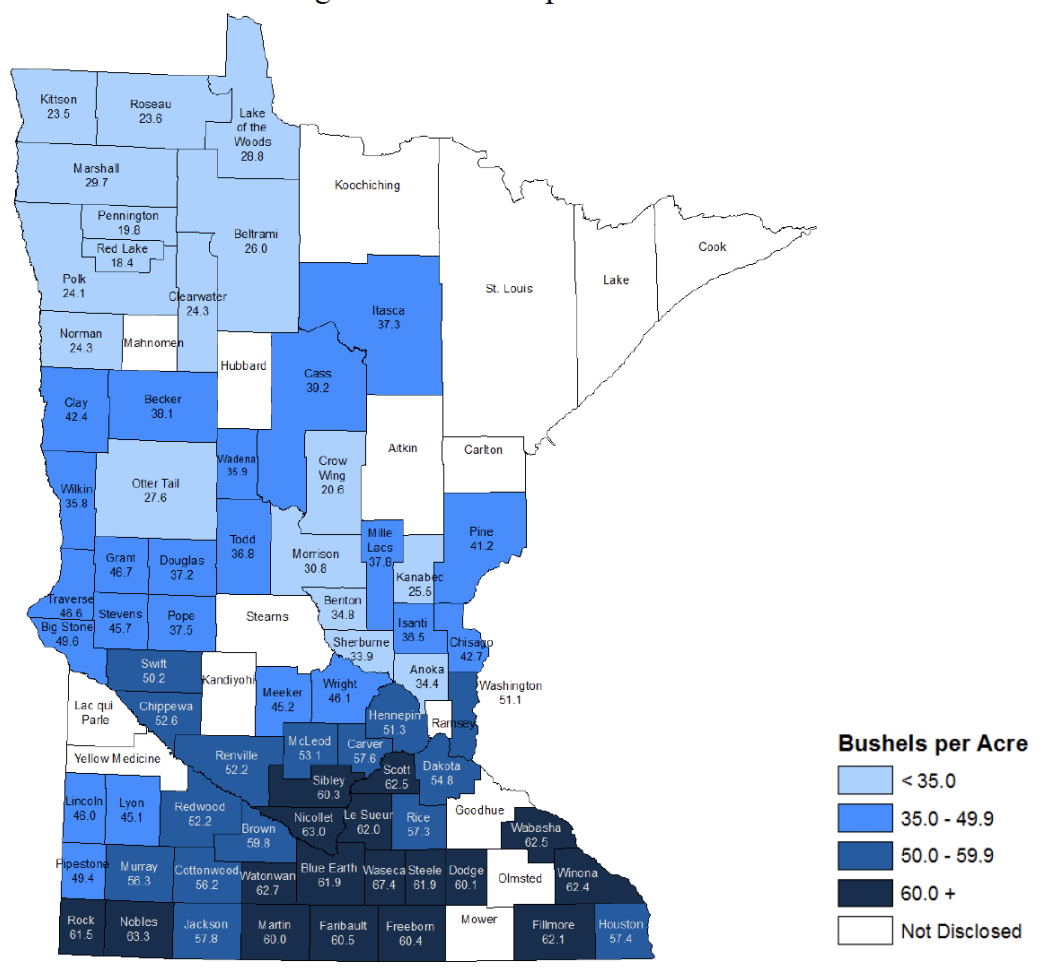 Kittson
23.5
Roseau
23.6
Lake
of the
Woods
28.8
Marshall
29.7
Koochiching
Pennington
19.8
Red Lake
18.4
Beltrami
26.0
Cook
Polk
24.1
Clearwater
24.3
St. Louis
Lake
Itasca
37.3
Norman
24.3
Mahnomen
Hubbard
Cass
39.2
Clay
42.4
Becker
38.1
Aitkin
Carlton
Wadena
35.9
Crow
Wing
20.6
Otter Tail
27.6
Wilkin
35.8
Todd
36.8
Morrison
30.8
Mille
Lacs
37.8
Pine
41.2
Grant
46.7
Douglas
37.2
Kanabec
25.5
Traverse
46.6
Stevens
45.7
Pope
37.5
Stearns
Benton
34.8
Isanti
36.5
Big Stone
49.6
Sherburne
33.9
Chisago
42.7
Swift
50.2
Kandiyohi
Meeker
45.2
Wright
46.1
Anoka
34.4
Washington
51.1
Lac qui
Parle
Chippewa
52.6
Hennepin
51.3
Ramsey
Yellow Medicine
Renville
52.2
McLeod
53.1
Carver
57.6
Scott
62.5
Dakota
54.8
Sibley
60.3
Lincoln
46.0
Lyon
45.1
Redwood
52.2
Nicollet
63.0
Le Sueur
62.0
Rice
57.3
Goodhue
Wabasha
62.5
Brown
59.8
Pipestone
49.4
Murray
56.3
Cottonwood
56.2
Watonwan
62.7
Blue Earth
61.9
Waseca
67.4
Steele
61.9
Dodge
60.1
Olmsted
Winona
62.4
Rock
61.5
Nobles
63.3
Jackson
57.8
Martin
60.0
Faribault
60.5
Freeborn
60.4
Mower
Fillmore
62.1
Houston
57.4
Bushels per Acre
< 35.0
35.0 - 49.9
50.0 - 59.9
60.0 +
Not Disclosed